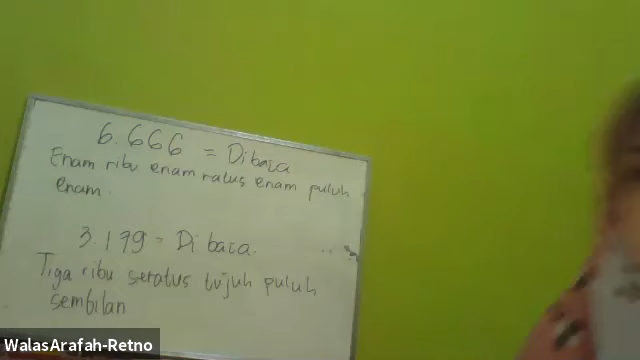 6.666 = Dibaca
Enam ribu enam ratus enam puluh
enam.
3.179 = Di baca.
Tiga ribu seratus tujuh puluh
sembilan
WalasArafah-Retno